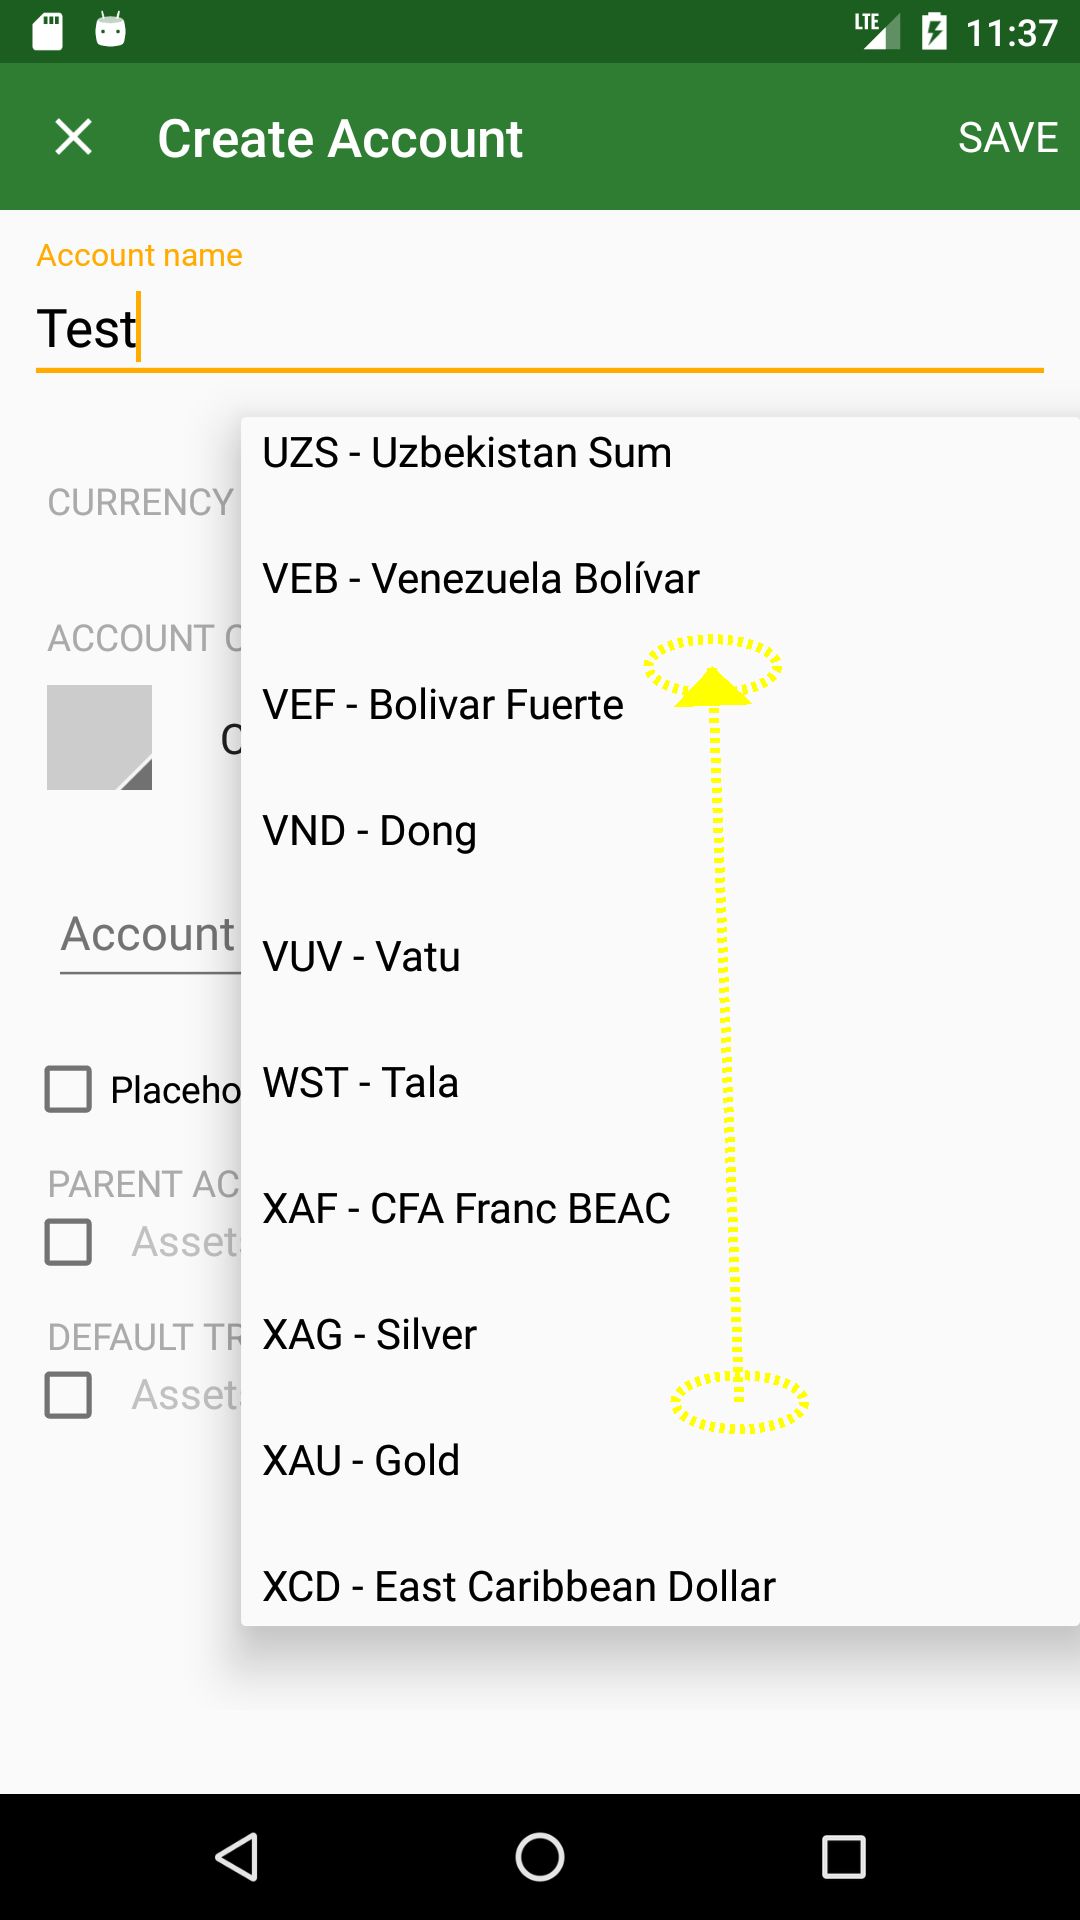 LTE 11:37
Create Account SAVE
Account name
Test
UZS - Uzbekistan Sum
CURRENCY
VEB - Venezuela Bolívar
ACCOUNT C
VEF - Bolivar Fuerte
C
VND - Dong
Account
VUV - Vatu
WST - Tala
Placeho
PARENT AC
XAF - CFA Franc BEAC
Assets
XAG - Silver
DEFAULT TR
Assets
XAU - Gold
XCD - East Caribbean Dollar